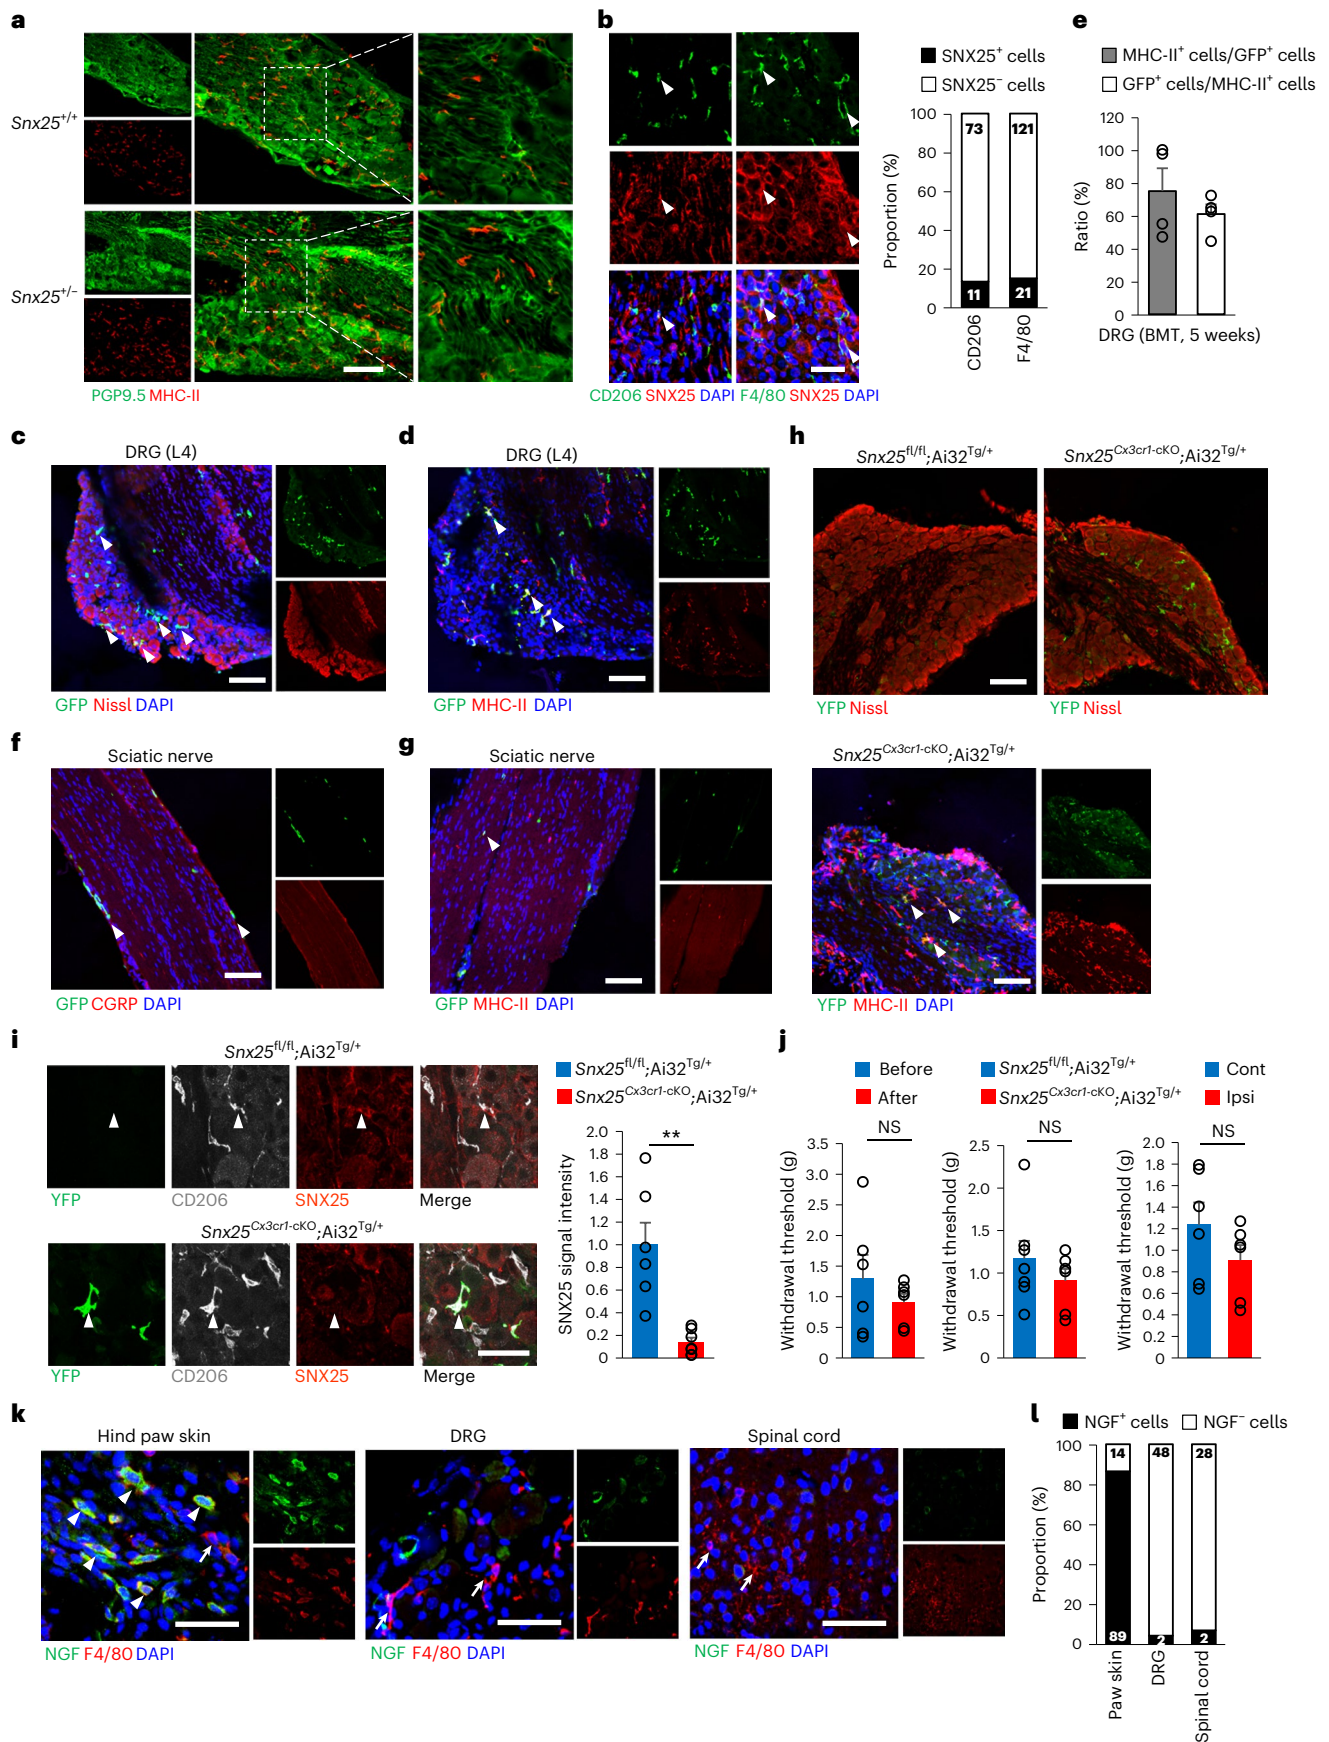 a
Snx25+/+
Snx25+/−
PGP9.5 MHC-II
b
CD206 SNX25 DAPI F4/80 SNX25 DAPI
SNX25+ cells
SNX25− cells
Proportion (%)
100
80
60
40
20
0
73
121
11
21
CD206
F4/80
e
MHC-II+ cells/GFP+ cells
GFP+ cells/MHC-II+ cells
Ratio (%)
120
100
80
60
40
20
0
DRG (BMT, 5 weeks)
c
DRG (L4)
GFP Nissl DAPI
d
DRG (L4)
GFP MHC-II DAPI
h
Snx25fl/fl;Ai32Tg/+
Snx25Cx3cr1-cKO;Ai32Tg/+
YFP Nissl
YFP Nissl
f
Sciatic nerve
GFP CGRP DAPI
g
Sciatic nerve
GFP MHC-II DAPI
Snx25Cx3cr1-cKO;Ai32Tg/+
YFP MHC-II DAPI
i
Snx25fl/fl;Ai32Tg/+
YFP
CD206
SNX25
Merge
Snx25Cx3cr1-cKO;Ai32Tg/+
YFP
CD206
SNX25
Merge
Snx25fl/fl;Ai32Tg/+
Snx25Cx3cr1-cKO;Ai32Tg/+
SNX25 signal intensity
2.0
1.8
1.6
1.4
1.2
1.0
0.8
0.6
0.4
0.2
0
**
j
Before
After
NS
Withdrawal threshold (g)
3.5
3.0
2.5
2.0
1.5
1.0
0.5
0
Snx25fl/fl;Ai32Tg/+
Snx25Cx3cr1-cKO;Ai32Tg/+
NS
Withdrawal threshold (g)
2.5
2.0
1.5
1.0
0.5
0
Cont
Ipsi
NS
Withdrawal threshold (g)
2.0
1.8
1.6
1.4
1.2
1.0
0.8
0.6
0.4
0.2
0
k
Hind paw skin
NGF F4/80 DAPI
DRG
NGF F4/80 DAPI
Spinal cord
NGF F4/80 DAPI
l
NGF+ cells
NGF− cells
Proportion (%)
100
80
60
40
20
0
14
48
28
89
2
2
Paw skin
DRG
Spinal cord